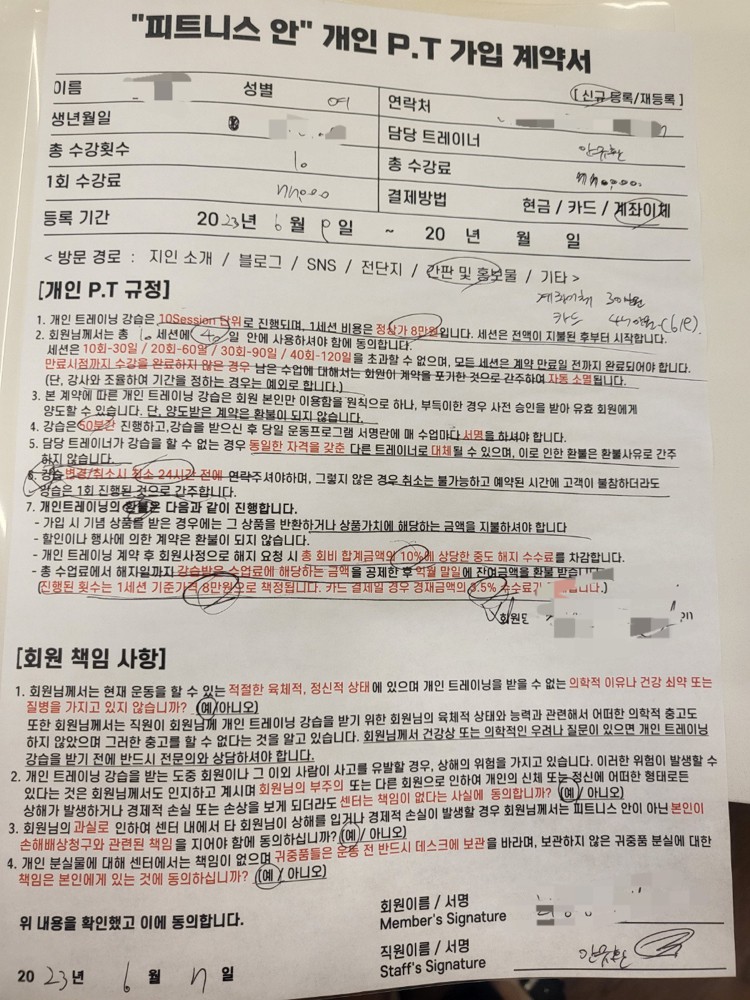 "피트니스 안" 개인 P.T 가입 계약서
[신규 등록/재등록]
이름 성별 여 연락처
생년월일 담당 트레이너
총 수강횟수 10 총 수강료 770,000
1회 수강료 77000 결제방법 현금 / 카드 / 계좌이체
등록 기간 2023년 6월 9일 ~ 20 년 월 일
< 방문 경로 : 지인 소개 / 블로그 / SNS / 전단지 / 간판 및 홍보물 / 기타 >
계좌이체 30만원
카드 47만원-(6/9).
[개인 P.T 규정]
1. 개인 트레이닝 강습은 10Session 단위로 진행되며, 1세션 비용은 정상가 8만원입니다. 세션은 전액이 지불된 후부터 시작합니다.
2. 회원님께서는 총 10 세션에 40 일 안에 사용하셔야 함에 동의합니다.
세션은 10회-30일 / 20회-60일 / 30회-90일 / 40회-120일을 초과할 수 없으며, 모든 세션은 계약 만료일 전까지 완료되어야 합니다.
만료시점까지 수강을 완료하지 않은 경우 남은 수업에 대해서는 회원이 계약을 포기한 것으로 간주하여 자동 소멸됩니다.
(단, 강사와 조율하여 기간을 정하는 경우는 예외로 합니다.)
3. 본 계약에 따른 개인 트레이닝 강습은 회원 본인만 이용함을 원칙으로 하나, 부득이한 경우 사전 승인을 받아 유효 회원에게
양도할 수 있습니다. 단, 양도받은 계약은 환불이 되지 않습니다.
4. 강습은 50분간 진행하고,강습을 받으신 후 당일 운동프로그램 서명란에 매 수업마다 서명을 하셔야 합니다.
5. 담당 트레이너가 강습을 할 수 없는 경우 동일한 자격을 갖춘 다른 트레이너로 대체될 수 있으며, 이로 인한 환불은 환불사유로 간주
하지 않습니다.
6. 강습 변경/취소시 최소 24시간 전에 연락주셔야하며, 그렇지 않은 경우 취소는 불가능하고 예약된 시간에 고객이 불참하더라도
강습은 1회 진행된 것으로 간주합니다.
7. 개인트레이닝의 환불은 다음과 같이 진행합니다.
- 가입 시 기념 상품을 받은 경우에는 그 상품을 반환하거나 상품가치에 해당하는 금액을 지불하셔야 합니다
- 할인이나 행사에 의한 계약은 환불이 되지 않습니다.
- 개인 트레이닝 계약 후 회원사정으로 해지 요청 시 총 회비 합계금액의 10%에 상당한 중도 해지 수수료를 차감합니다.
- 총 수업료에서 해지일까지 강습받은 수업료에 해당하는 금액을 공제한 후 익월 말일에 잔여금액을 환불 받습니다.
(진행된 횟수는 1세션 기준가격 8만원으로 책정됩니다. 카드 결제일 경우 결제금액의 3.5% 수수료가 니다.)
[회원 책임 사항]
1. 회원님께서는 현재 운동을 할 수 있는 적절한 육체적, 정신적 상태에 있으며 개인 트레이닝을 받을 수 없는 의학적 이유나 건강 쇠약 또는
질병을 가지고 있지 않습니까? (예/아니오)
또한 회원님께서는 직원이 회원님께 개인 트레이닝 강습을 받기 위한 회원님의 육체적 상태와 능력과 관련해서 어떠한 의학적 충고도
하지 않았으며 그러한 충고를 할 수 없다는 것을 알고 있습니다. 회원님께서 건강상 또는 의학적인 우려나 질문이 있으면 개인 트레이닝
강습을 받기 전에 반드시 전문의와 상담하셔야 합니다.
2. 개인 트레이닝 강습을 받는 도중 회원이나 그 이외 사람이 사고를 유발할 경우, 상해의 위험을 가지고 있습니다. 이러한 위험이 발생할 수
있다는 것은 회원님께서도 인지하고 계시며 회원님의 부주의 또는 다른 회원으로 인하여 개인의 신체 또는 정신에 어떠한 형태로든
상해가 발생하거나 경제적 손실 또는 손상을 보게 되더라도 센터는 책임이 없다는 사실에 동의합니까? (예/ 아니오)
3. 회원님의 과실로 인하여 센터 내에서 타 회원님이 상해를 입거나 경제적 손실이 발생할 경우 회원님께서는 피트니스 안이 아닌 본인이
손해배상청구와 관련된 책임을 지어야 함에 동의하십니까? (예/ 아니오)
4. 개인 분실물에 대해 센터에서는 책임이 없으며 귀중품들은 운동 전 반드시 데스크에 보관을 바라며, 보관하지 않은 귀중품 분실에 대한
책임은 본인에게 있는 것에 동의하십니까? (예/ 아니오)
위 내용을 확인했고 이에 동의합니다.
회원이름 / 서명
Member's Signature
직원이름 / 서명
Staff's Signature
2023년 6월 7일